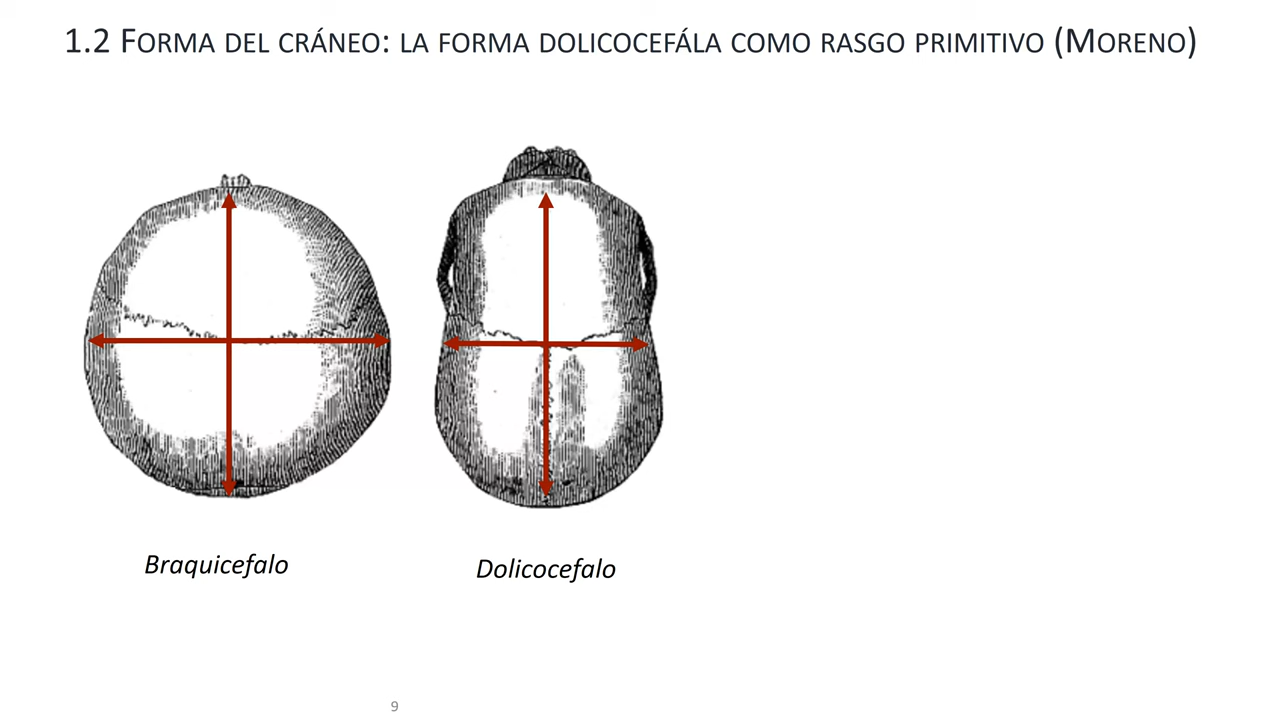 1.2 Forma del cráneo: la forma dolicocefála como rasgo primitivo (Moreno)
Braquicefalo
Dolicocefalo
9